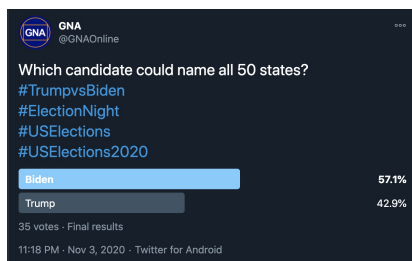 GNA
GNA
@GNAOnline
Which candidate could name all 50 states?
#TrumpvsBiden
#ElectionNight
#USElections
#USElections2020
Biden 57.1%
Trump 42.9%
35 votes · Final results
11:18 PM · Nov 3, 2020 · Twitter for Android